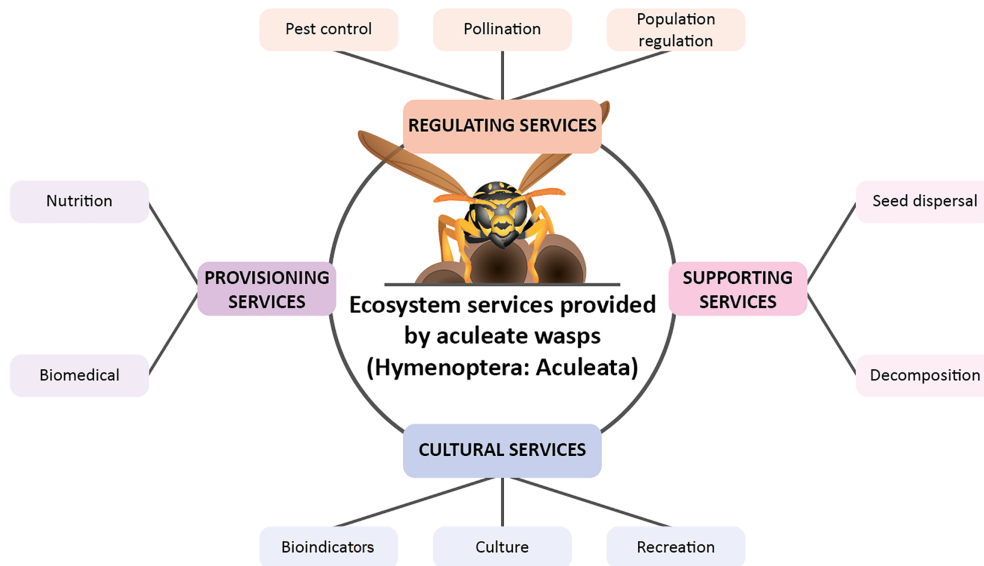 Pest control
Pollination
Population
regulation
REGULATING SERVICES
Nutrition
Seed dispersal
PROVISIONING
SERVICES
SUPPORTING
SERVICES
Ecosystem services provided
by aculeate wasps
(Hymenoptera: Aculeata)
Biomedical
Decomposition
CULTURAL SERVICES
Bioindicators
Culture
Recreation